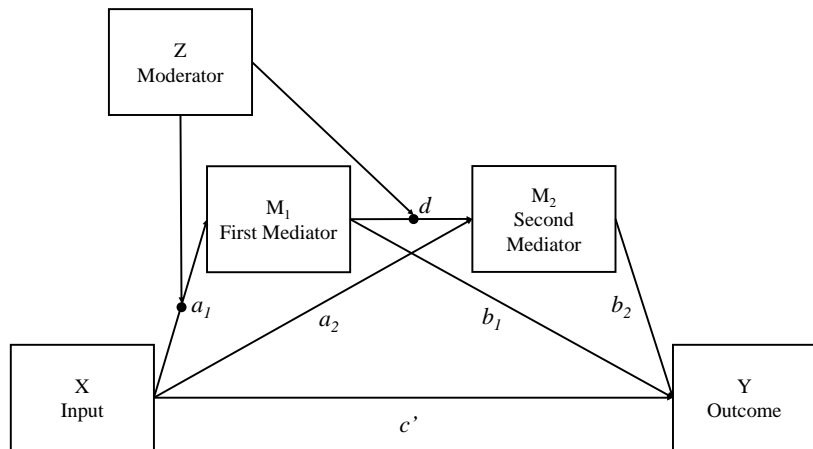 Z
Moderator
M₁
First Mediator
d
M₂
Second
Mediator
a₁
a₂
b₁
b₂
X
Input
Y
Outcome
c’